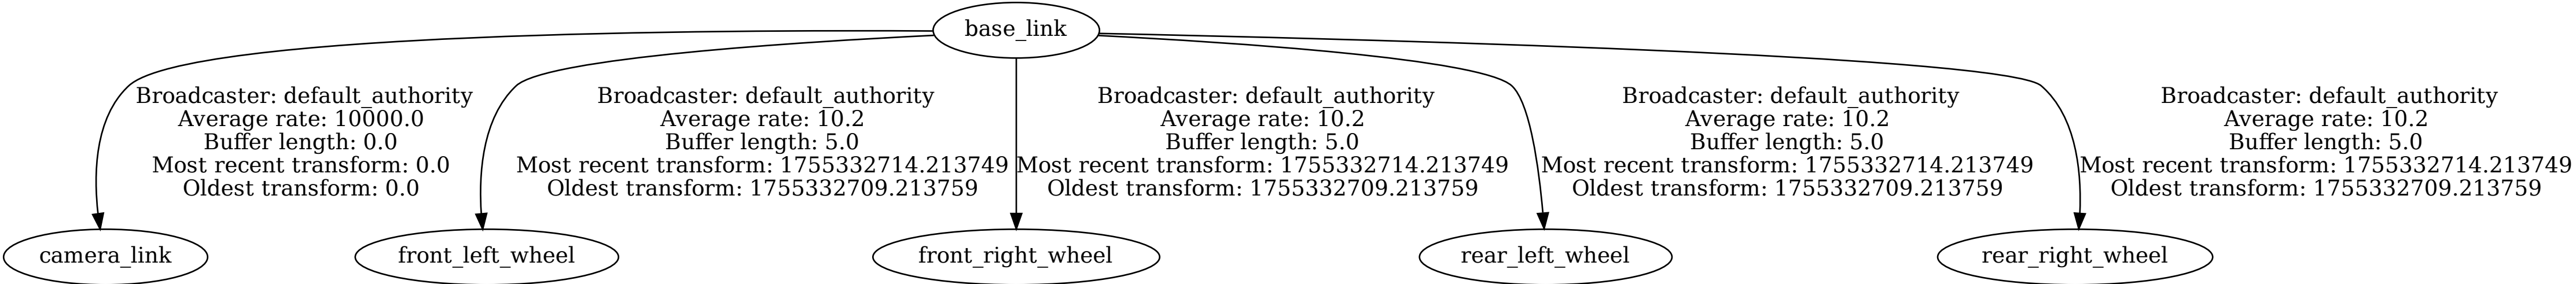 base_link
Broadcaster: default_authority
Average rate: 10000.0
Buffer length: 0.0
Most recent transform: 0.0
Oldest transform: 0.0
Broadcaster: default_authority
Average rate: 10.2
Buffer length: 5.0
Most recent transform: 1755332714.213749
Oldest transform: 1755332709.213759
Broadcaster: default_authority
Average rate: 10.2
Buffer length: 5.0
Most recent transform: 1755332714.213749
Oldest transform: 1755332709.213759
Broadcaster: default_authority
Average rate: 10.2
Buffer length: 5.0
Most recent transform: 1755332714.213749
Oldest transform: 1755332709.213759
Broadcaster: default_authority
Average rate: 10.2
Buffer length: 5.0
Most recent transform: 1755332714.213749
Oldest transform: 1755332709.213759
camera_link
front_left_wheel
front_right_wheel
rear_left_wheel
rear_right_wheel